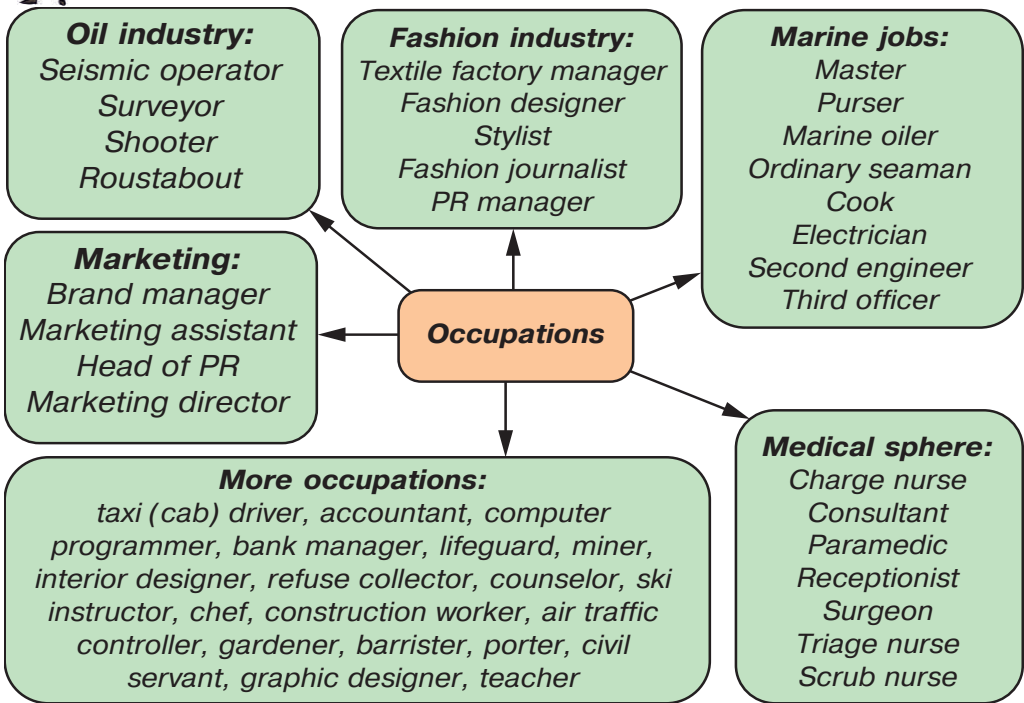 Oil industry:
Seismic operator
Surveyor
Shooter
Roustabout
Fashion industry:
Textile factory manager
Fashion designer
Stylist
Fashion journalist
PR manager
Marine jobs:
Master
Purser
Marine oiler
Ordinary seaman
Cook
Electrician
Second engineer
Third officer
Marketing:
Brand manager
Marketing assistant
Head of PR
Marketing director
Occupations
More occupations:
taxi (cab) driver, accountant, computer
programmer, bank manager, lifeguard, miner,
interior designer, refuse collector, counselor, ski
instructor, chef, construction worker, air traffic
controller, gardener, barrister, porter, civil
servant, graphic designer, teacher
Medical sphere:
Charge nurse
Consultant
Paramedic
Receptionist
Surgeon
Triage nurse
Scrub nurse